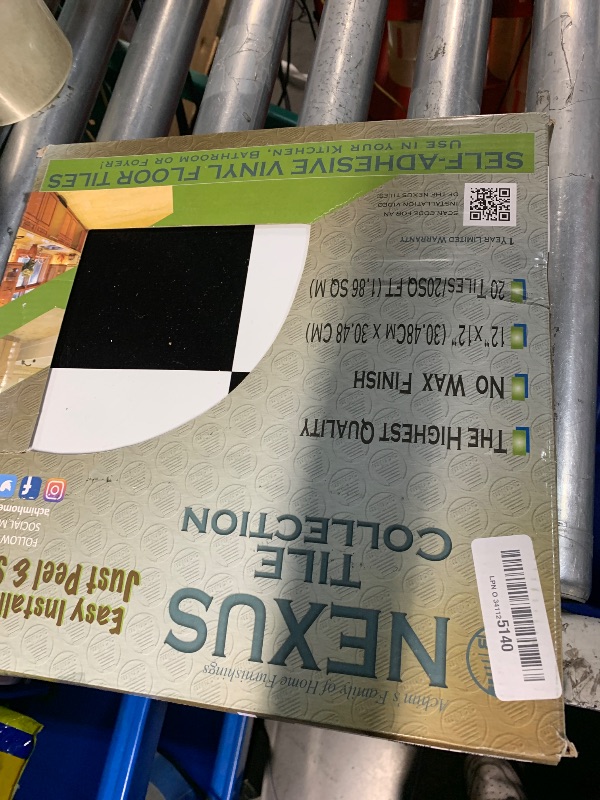 Achim's Family of Home Furnishings
NEXUS
TILE
COLLECTION
Easy Instal
Just Peel &
FOLLOW
SOCIAL M
achimhome
THE HIGHEST QUALITY
NO WAX FINISH
12" x 12" (30.48CM x 30.48 CM)
20 TILES/20SQ FT (1.86 SQ M)
1 YEAR LIMITED WARRANTY
SCAN CODE FOR AN
INSTALLATION VIDEO
OF THE NEXUS TILES
USE IN YOUR KITCHEN, BATHROOM OR FOYER!
SELF-ADHESIVE VINYL FLOOR TILES
LPN O 34112
5140